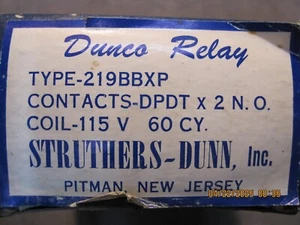 Dunco Relay
TYPE-219BBXP
CONTACTS-DPDT x 2 N.O.
COIL-115 V 60 CY.
STRUTHERS-DUNN, Inc.
PITMAN, NEW JERSEY